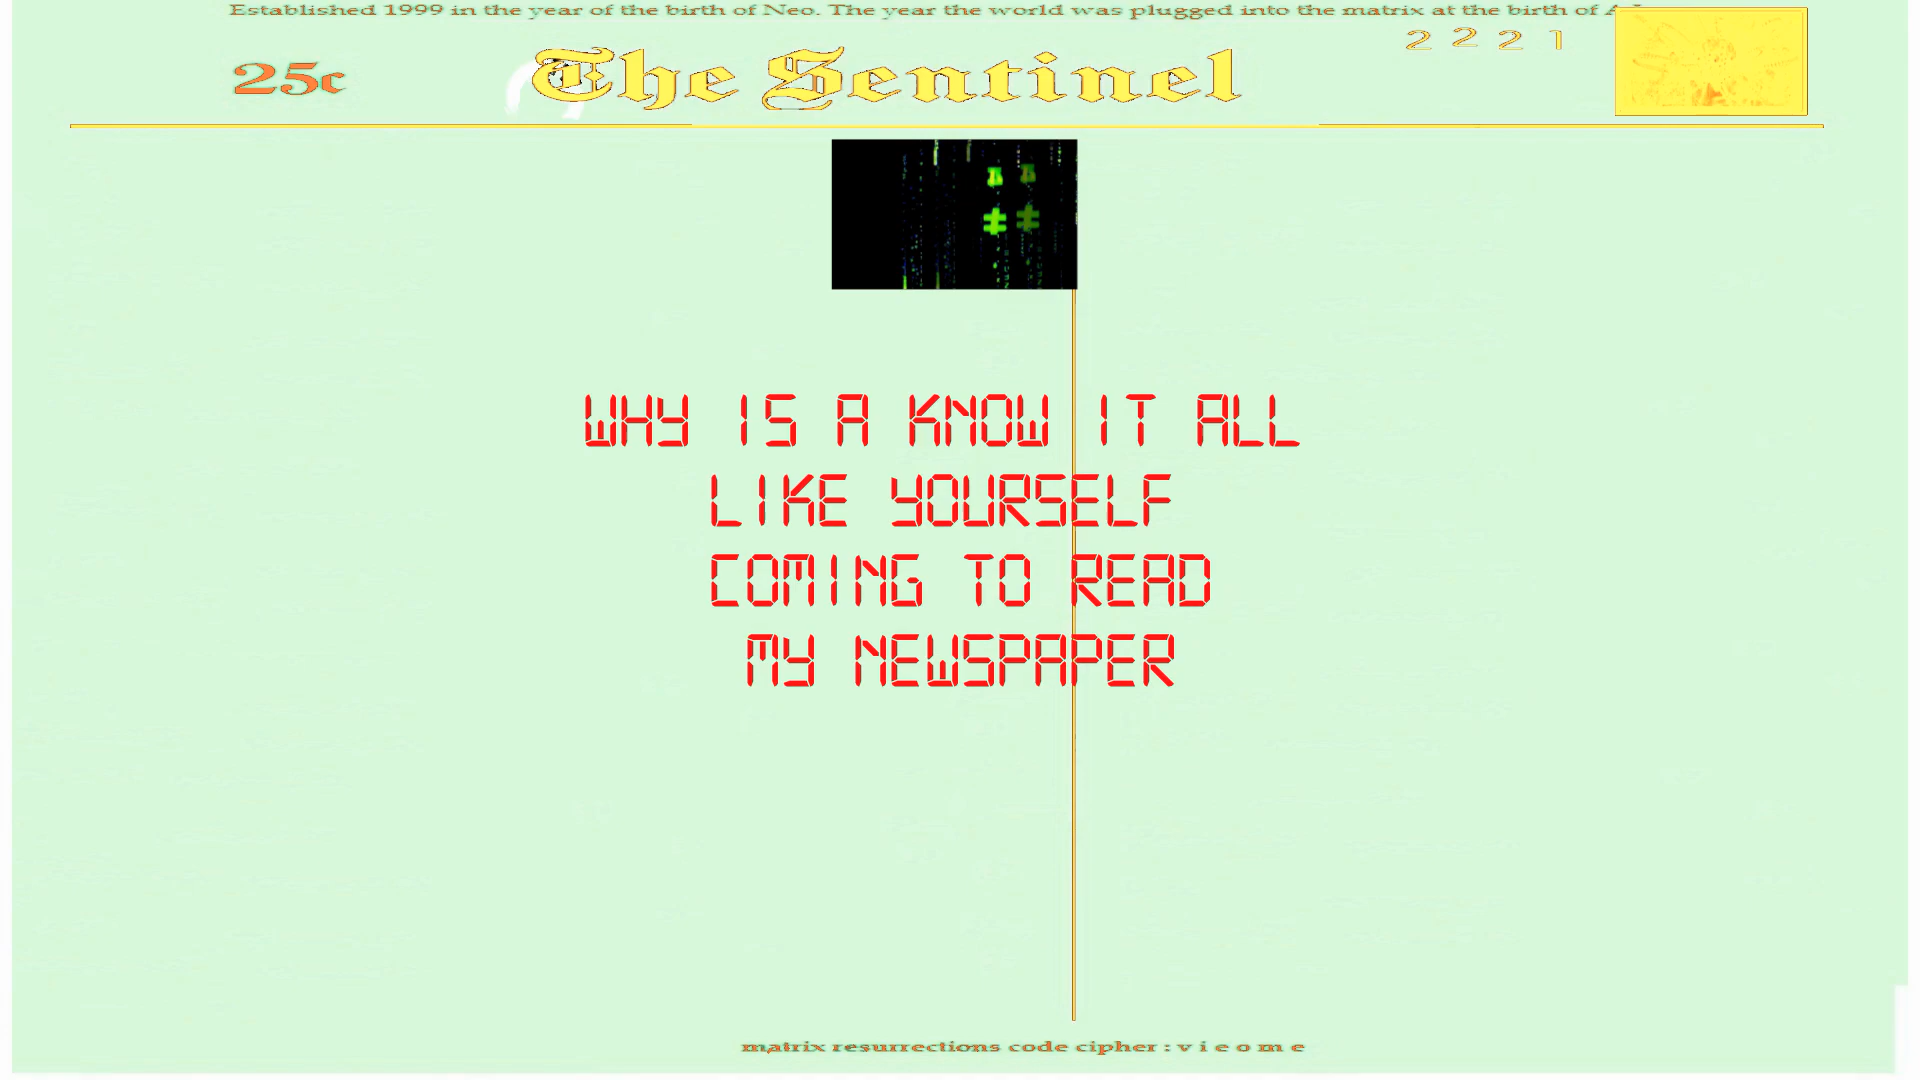 Established 1999 in the year of the birth of Neo. The year the world was plugged into the matrix at the birth of
2 2 2 1
25c
The Sentinel
WHY IS A KNOW IT ALL
LIKE YOURSELF
COMING TO READ
MY NEWSPAPER
matrix resurrections code cipher : v i e o m e